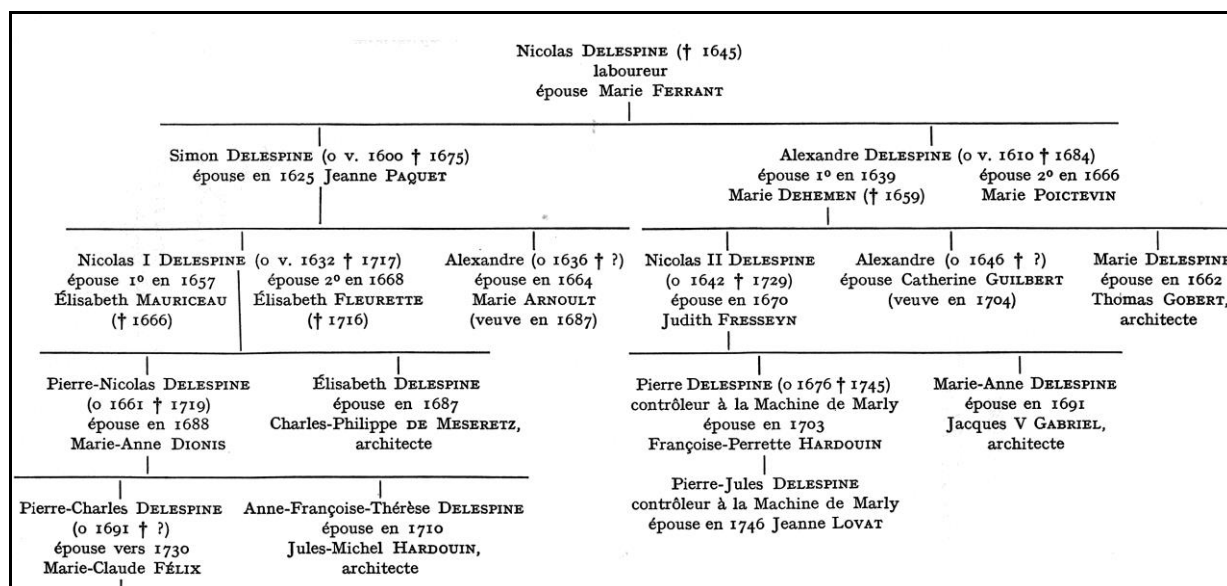 Nicolas DELESPINE († 1645)
laboureur
épouse Marie FERRANT
Simon DELESPINE (o v. 1600 † 1675)
épouse en 1625 Jeanne PAQUET
Alexandre DELESPINE (o v. 1610 † 1684)
épouse 1º en 1639 épouse 2º en 1666
Marie DEHEMEN († 1659) Marie POICTEVIN
Nicolas I DELESPINE (o v. 1632 † 1717)
épouse 1º en 1657 épouse 2º en 1668
Élisabeth MAURICEAU Élisabeth FLEURETTE
(† 1666) († 1716)
Alexandre (o 1636 † ?)
épouse en 1664
Marie ARNOULT
(veuve en 1687)
Nicolas II DELESPINE
(o 1642 † 1729)
épouse en 1670
Judith FRESSEYN
Alexandre (o 1646 † ?)
épouse Catherine GUILBERT
(veuve en 1704)
Marie DELESPINE
épouse en 1662
Thomas GOBERT,
architecte
Pierre-Nicolas DELESPINE
(o 1661 † 1719)
épouse en 1688
Marie-Anne DIONIS
Élisabeth DELESPINE
épouse en 1687
Charles-Philippe DE MESERETZ,
architecte
Pierre DELESPINE (o 1676 † 1745)
contrôleur à la Machine de Marly
épouse en 1703
Françoise-Perrette HARDOUIN
Marie-Anne DELESPINE
épouse en 1691
Jacques V GABRIEL,
architecte
Pierre-Charles DELESPINE
(o 1691 † ?)
épouse vers 1730
Marie-Claude FÉLIX
Anne-Françoise-Thérèse DELESPINE
épouse en 1710
Jules-Michel HARDOUIN,
architecte
Pierre-Jules DELESPINE
contrôleur à la Machine de Marly
épouse en 1746 Jeanne LOVAT